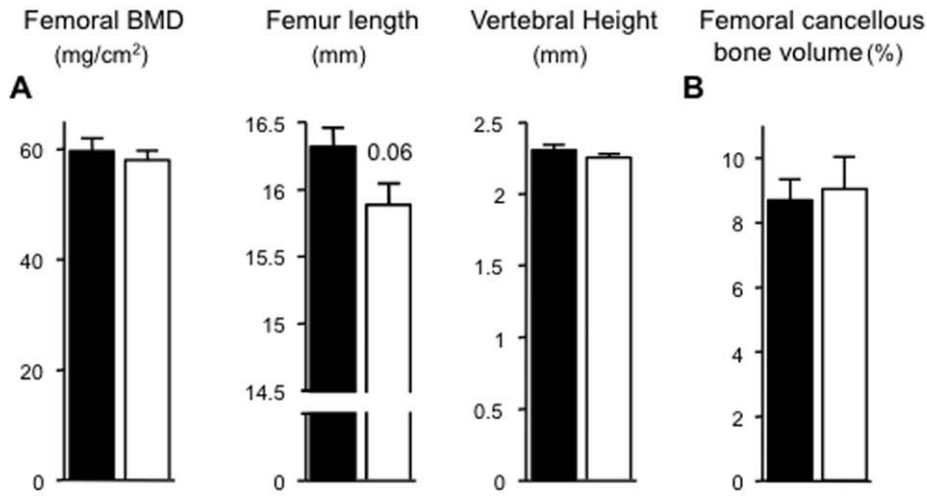 Femoral BMD
(mg/cm²)
Femur length
(mm)
Vertebral Height
(mm)
Femoral cancellous
bone volume (%)
A
B
60
40
20
0
16.5
16
15.5
15
14.5
0
0.06
2.5
2
1.5
1
0.5
0
10
8
6
4
2
0